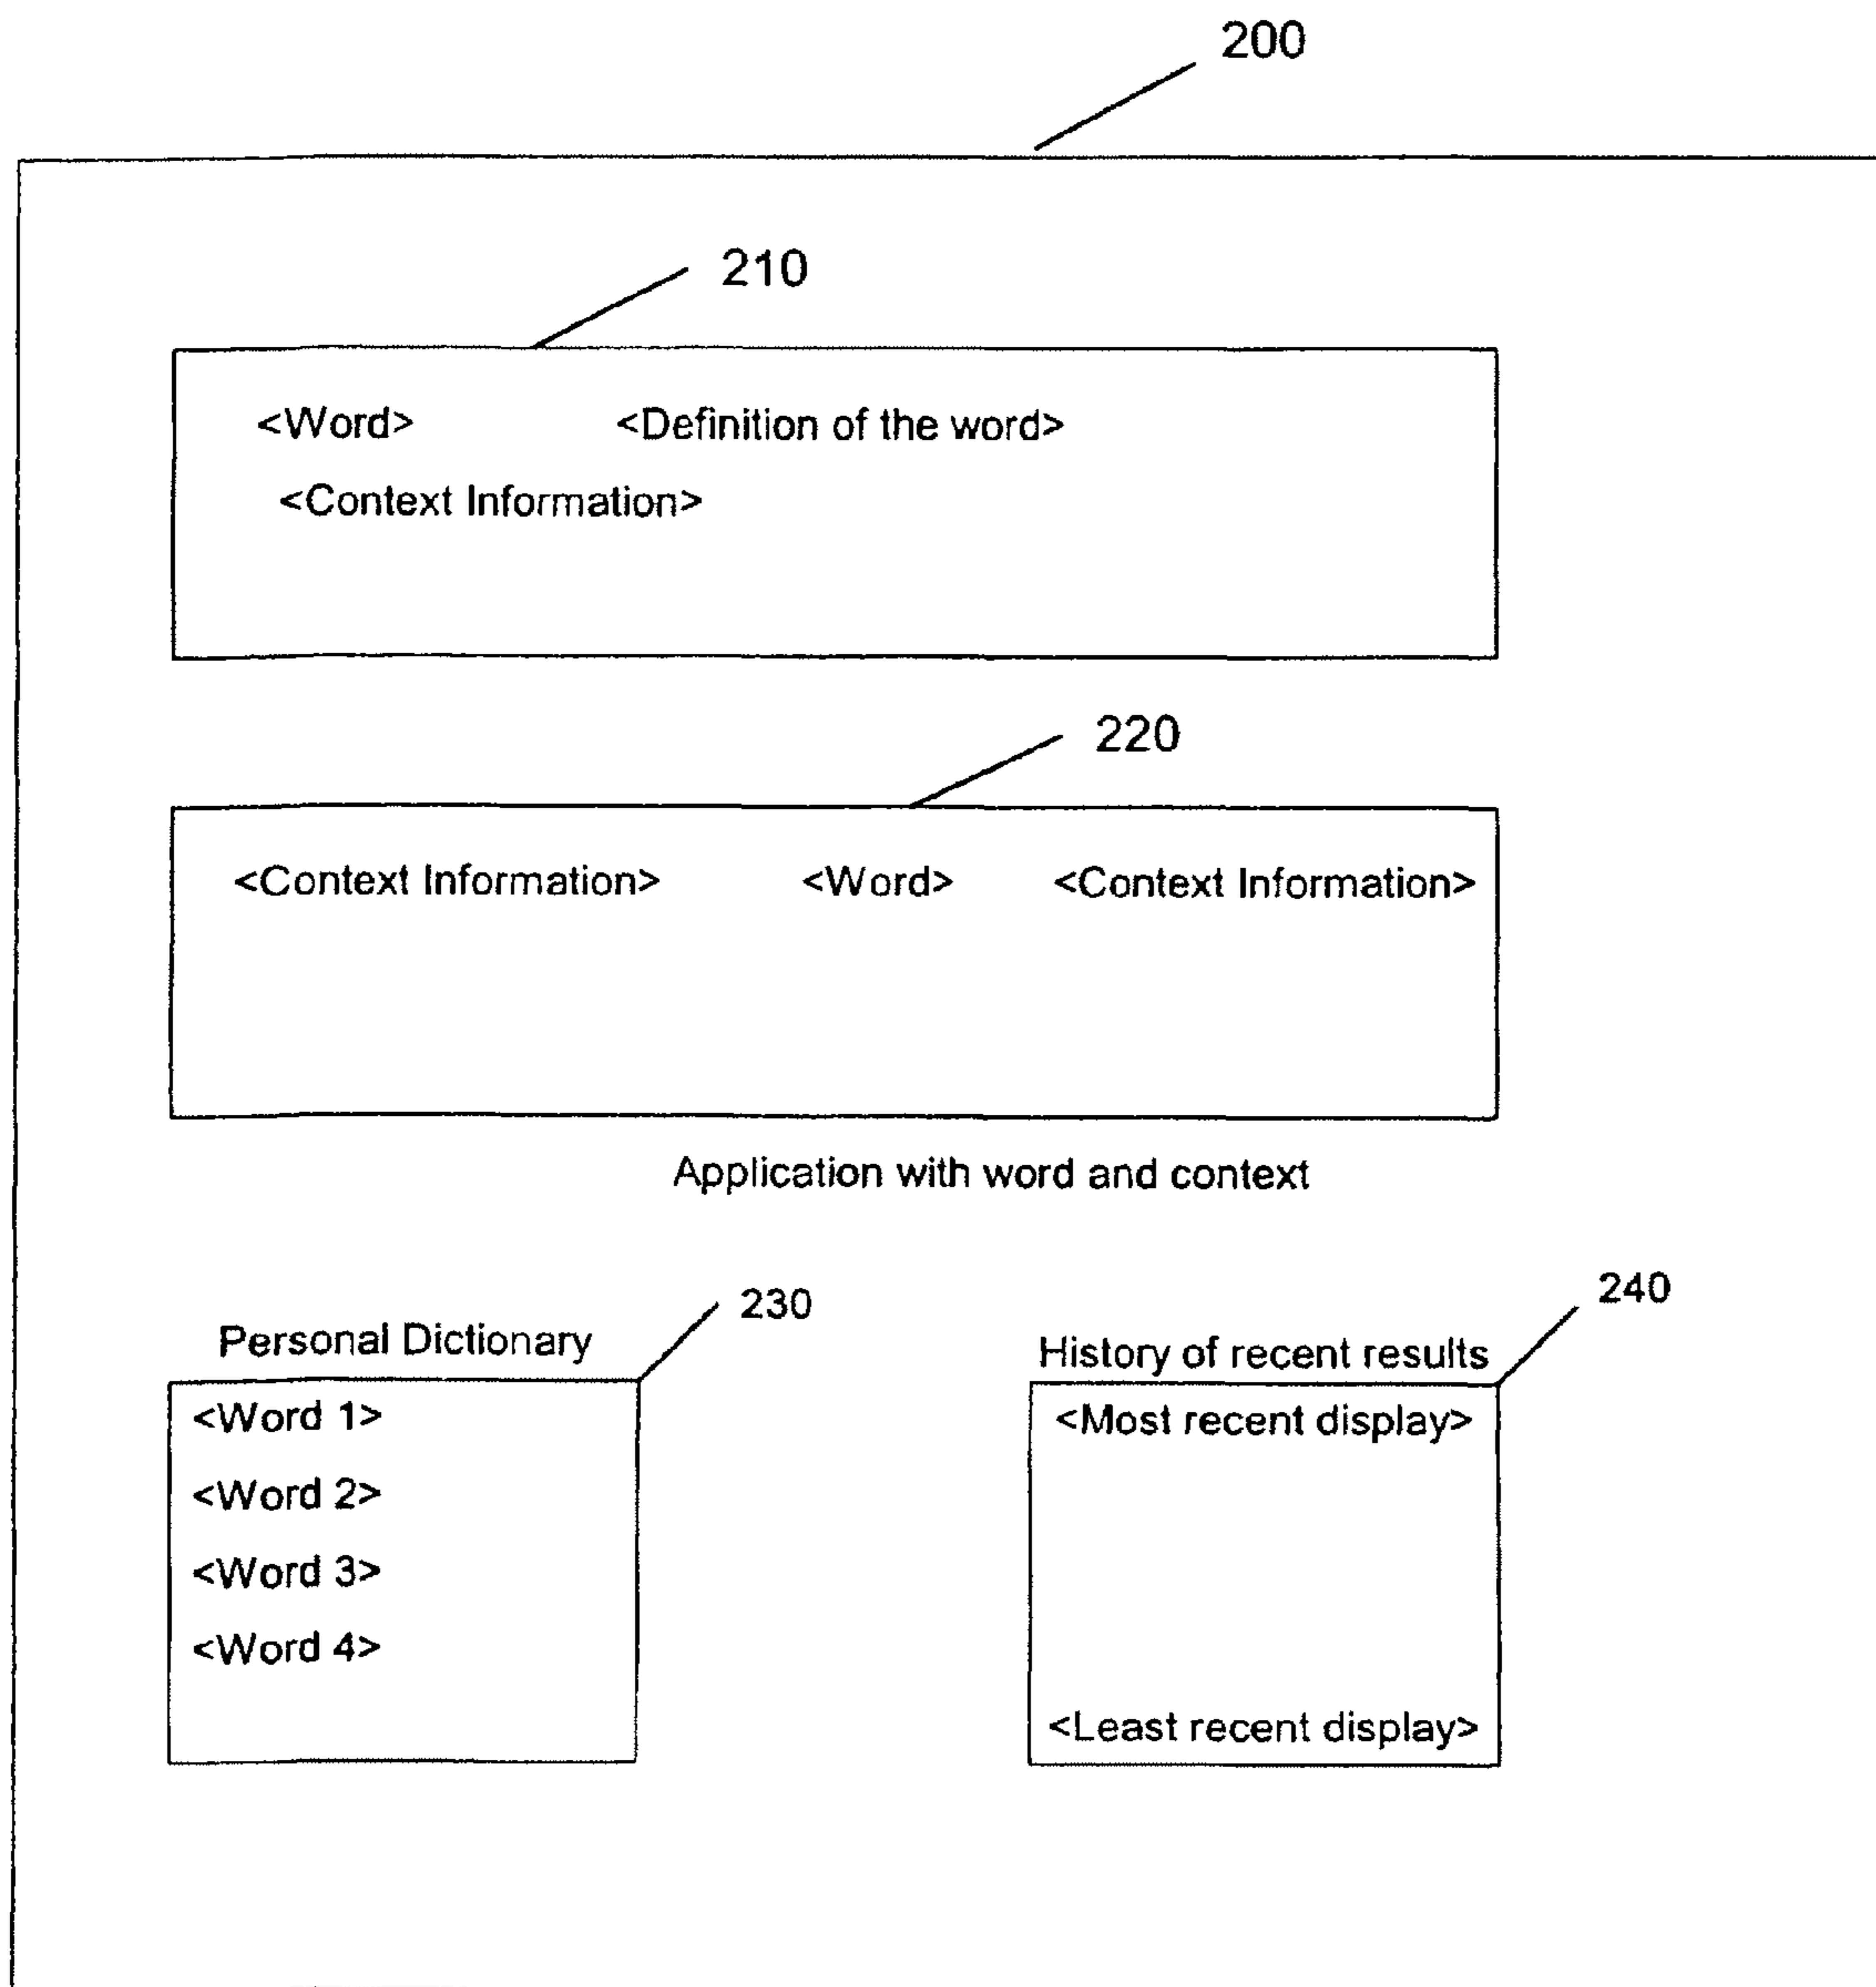 200
210
<Word> <Definition of the word>
<Context Information>
220
<Context Information> <Word> <Context Information>
Application with word and context
230
Personal Dictionary
<Word 1>
<Word 2>
<Word 3>
<Word 4>
240
History of recent results
<Most recent display>
<Least recent display>